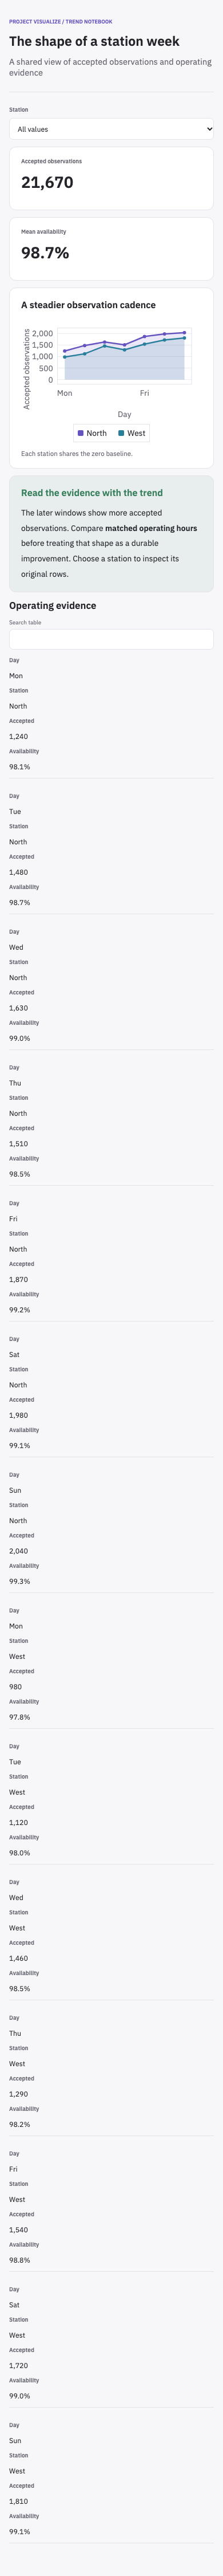 PROJECT VISUALIZE / TREND NOTEBOOK
The shape of a station week
A shared view of accepted observations and operating
evidence
Station
All values
Accepted observations
21,670
Mean availability
98.7%
A steadier observation cadence
Accepted observations
2,000
1,500
1,000
500
0
Mon
Fri
Day
North
West
Each station shares the zero baseline.
Read the evidence with the trend
The later windows show more accepted
observations. Compare matched operating hours
before treating that shape as a durable
improvement. Choose a station to inspect its
original rows.
Operating evidence
Search table
Day
Mon
Station
North
Accepted
1,240
Availability
98.1%
Day
Tue
Station
North
Accepted
1,480
Availability
98.7%
Day
Wed
Station
North
Accepted
1,630
Availability
99.0%
Day
Thu
Station
North
Accepted
1,510
Availability
98.5%
Day
Fri
Station
North
Accepted
1,870
Availability
99.2%
Day
Sat
Station
North
Accepted
1,980
Availability
99.1%
Day
Sun
Station
North
Accepted
2,040
Availability
99.3%
Day
Mon
Station
West
Accepted
980
Availability
97.8%
Day
Tue
Station
West
Accepted
1,120
Availability
98.0%
Day
Wed
Station
West
Accepted
1,460
Availability
98.5%
Day
Thu
Station
West
Accepted
1,290
Availability
98.2%
Day
Fri
Station
West
Accepted
1,540
Availability
98.8%
Day
Sat
Station
West
Accepted
1,720
Availability
99.0%
Day
Sun
Station
West
Accepted
1,810
Availability
99.1%